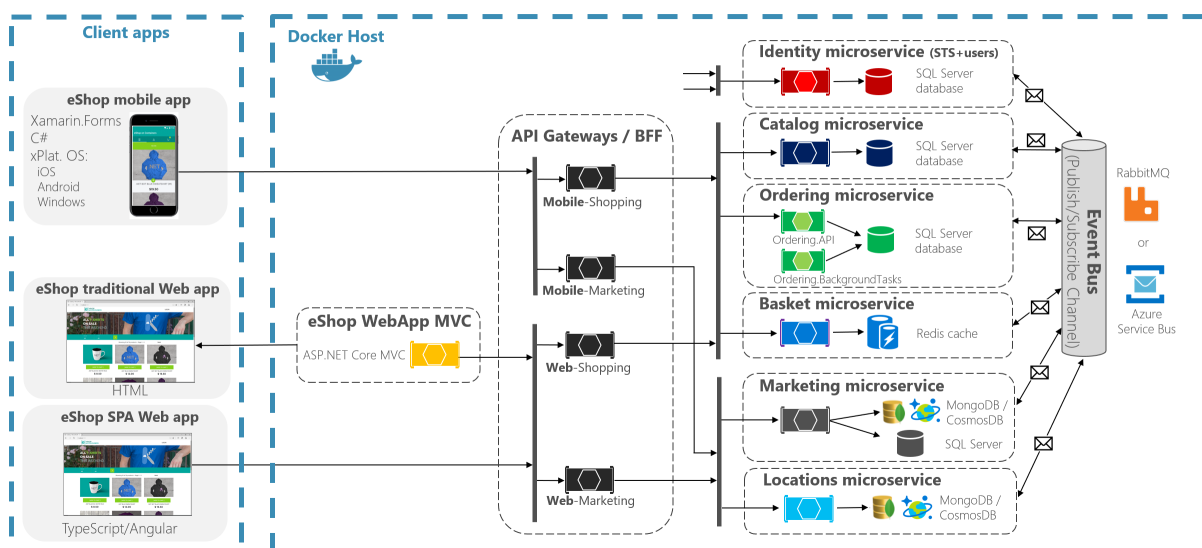 Client apps
eShop mobile app
Xamarin.Forms
C#
xPlat. OS:
iOS
Android
Windows
eShop traditional Web app
HTML
eShop SPA Web app
TypeScript/Angular
Docker Host
eShop WebApp MVC
ASP.NET Core MVC
API Gateways / BFF
Mobile-Shopping
Mobile-Marketing
Web-Shopping
Web-Marketing
Identity microservice (STS+users)
SQL Server
database
Catalog microservice
SQL Server
database
Ordering microservice
Ordering.API
SQL Server
database
Ordering.BackgroundTasks
Basket microservice
Redis cache
Marketing microservice
MongoDB /
CosmosDB
SQL Server
Locations microservice
MongoDB /
CosmosDB
Event Bus
(Publish/Subscribe Channel)
RabbitMQ
or
Azure
Service Bus